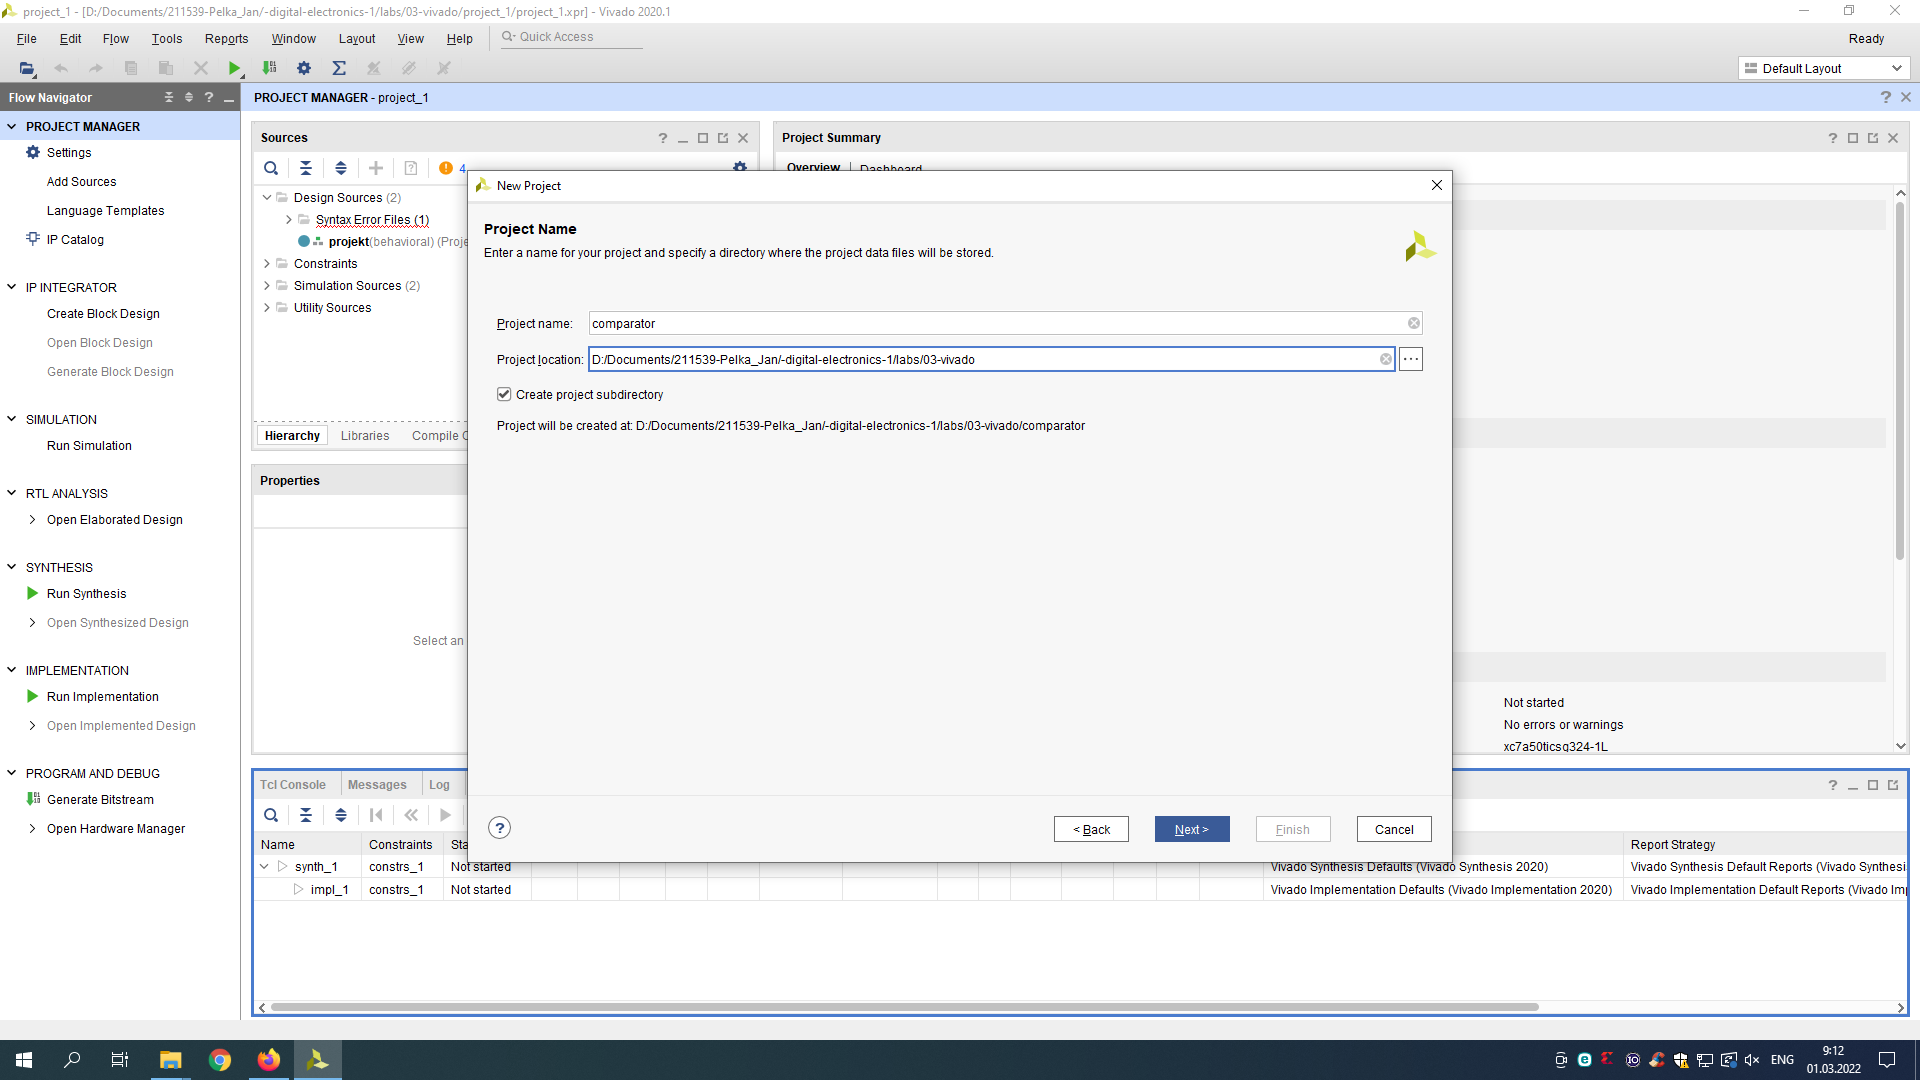 project_1 - [D:/Documents/211539-Pelka_Jan/-digital-electronics-1/labs/03-vivado/project_1/project_1.xpr] - Vivado 2020.1
File Edit Flow Tools Reports Window Layout View Help Quick Access Ready
Default Layout
Flow Navigator
PROJECT MANAGER - project_1
PROJECT MANAGER
Settings
Add Sources
Language Templates
IP Catalog
IP INTEGRATOR
Create Block Design
Open Block Design
Generate Block Design
SIMULATION
Run Simulation
RTL ANALYSIS
Open Elaborated Design
SYNTHESIS
Run Synthesis
Open Synthesized Design
IMPLEMENTATION
Run Implementation
Open Implemented Design
PROGRAM AND DEBUG
Generate Bitstream
Open Hardware Manager
Sources
4
Design Sources (2)
Syntax Error Files (1)
projekt(behavioral) (Proje
Constraints
Simulation Sources (2)
Utility Sources
Hierarchy Libraries Compile
Properties
Select an
Project Summary
Overview Dashboard
Not started
No errors or warnings
xc7a50ticsg324-1L
New Project
Project Name
Enter a name for your project and specify a directory where the project data files will be stored.
Project name: comparator
Project location: D:/Documents/211539-Pelka_Jan/-digital-electronics-1/labs/03-vivado
Create project subdirectory
Project will be created at: D:/Documents/211539-Pelka_Jan/-digital-electronics-1/labs/03-vivado/comparator
? < Back Next > Finish Cancel
Tcl Console Messages Log
Name Constraints Sta Report Strategy
synth_1 constrs_1 Not started Vivado Synthesis Defaults (Vivado Synthesis 2020) Vivado Synthesis Default Reports (Vivado Synthesi
impl_1 constrs_1 Not started Vivado Implementation Defaults (Vivado Implementation 2020) Vivado Implementation Default Reports (Vivado Im
ENG
9:12
01.03.2022